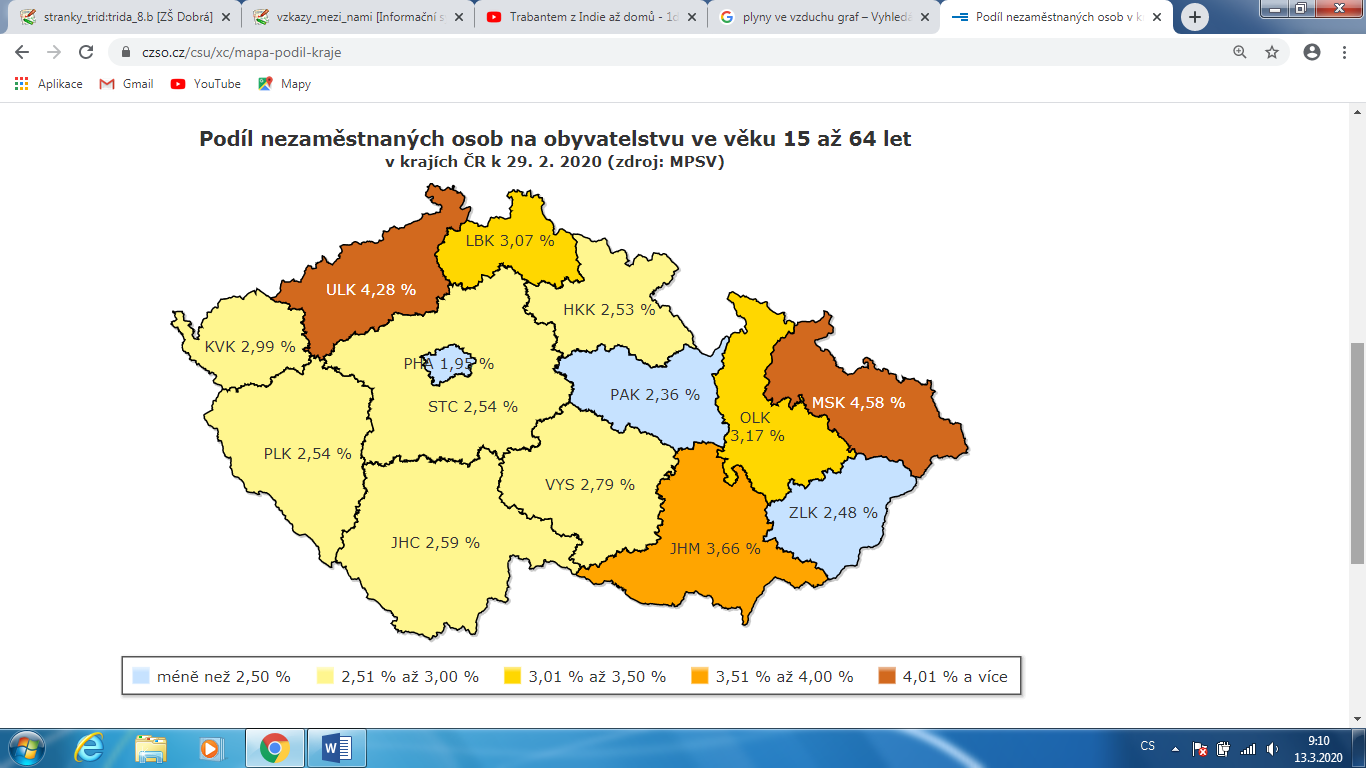 stranky_trid:trida_8.b [ZŠ Dobrá]
vzkazy_mezi_nami [Informační s
Trabantem z Indie až domů - 1d
plyny ve vzduchu graf – Vyhledá
Podíl nezaměstnaných osob v k
czso.cz/csu/xc/mapa-podil-kraje
Aplikace
Gmail
YouTube
Mapy
Podíl nezaměstnaných osob na obyvatelstvu ve věku 15 až 64 let
v krajích ČR k 29. 2. 2020 (zdroj: MPSV)
LBK 3,07 %
ULK 4,28 %
HKK 2,53 %
KVK 2,99 %
PHA 1,95 %
PAK 2,36 %
STC 2,54 %
MSK 4,58 %
OLK
3,17 %
PLK 2,54 %
VYS 2,79 %
ZLK 2,48 %
JHC 2,59 %
JHM 3,66 %
méně než 2,50 %
2,51 % až 3,00 %
3,01 % až 3,50 %
3,51 % až 4,00 %
4,01 % a více
CS
9:10
13.3.2020